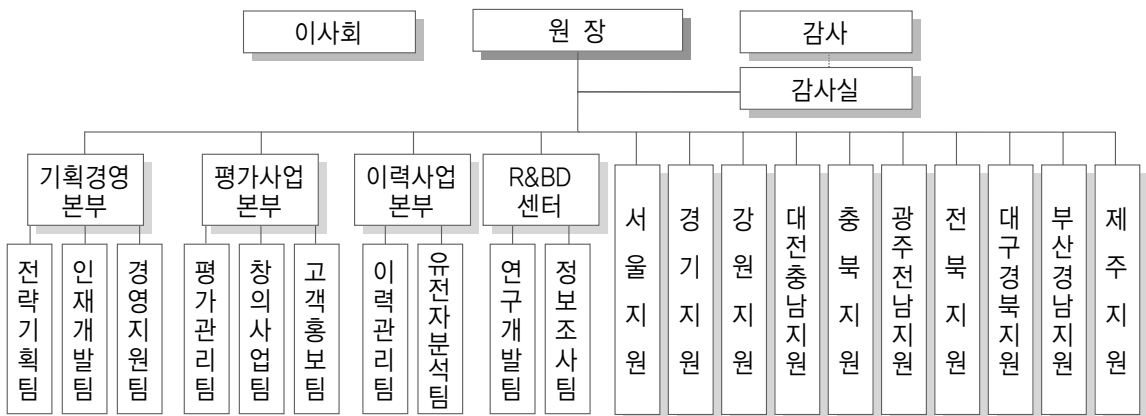 이사회
원 장
감사
감사실
기획경영
본부
평가사업
본부
이력사업
본부
R&BD
센터
전략기획팀
인재개발팀
경영지원팀
평가관리팀
창의사업팀
고객홍보팀
이력관리팀
유전자분석팀
연구개발팀
정보조사팀
서울지원
경기지원
강원지원
대전충남지원
충북지원
광주전남지원
전북지원
대구경북지원
부산경남지원
제주지원